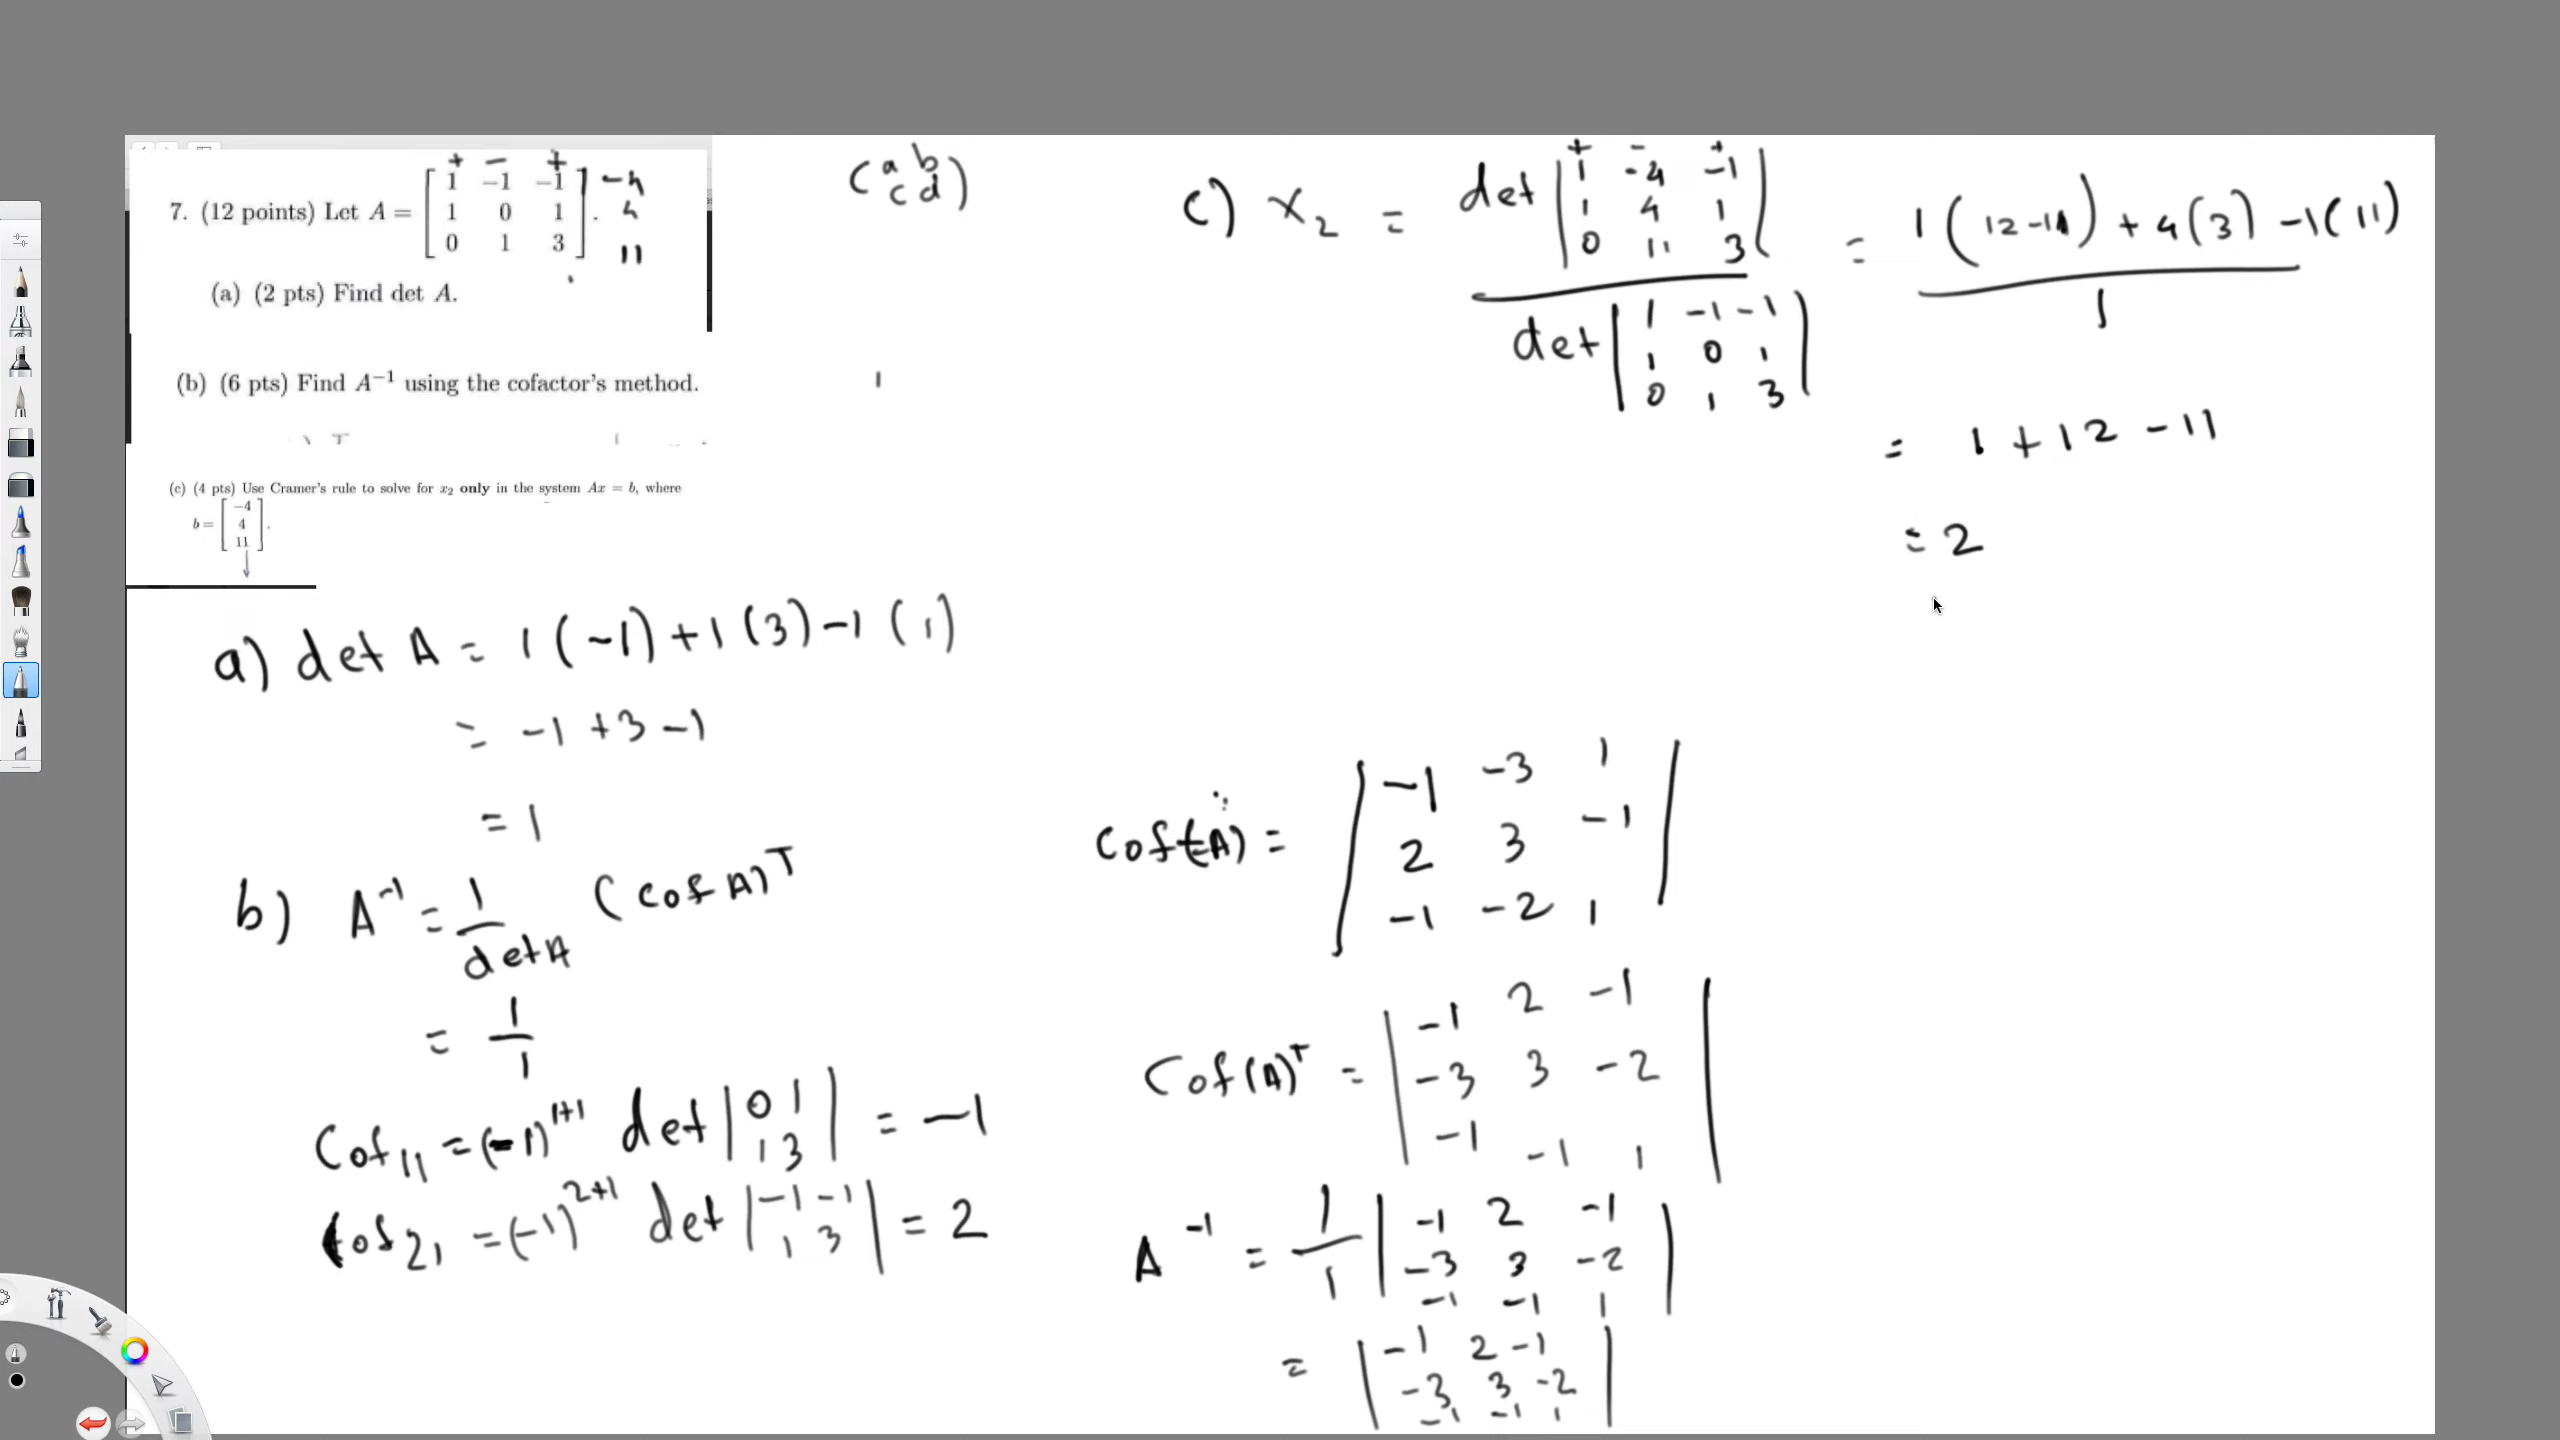 7. (12 points) Let A = [ 1 −1 −1 ] . -4
[ 1 0 1 ] 4
[ 0 1 3 ] 11
+ - +
(a) (2 pts) Find det A.
(b) (6 pts) Find A−1 using the cofactor's method.
(c) (4 pts) Use Cramer's rule to solve for x2 only in the system Ax = b, where
b = [ −4
4
11 ] .
↓
( a b
c d )
a) det A = 1 (-1) + 1 (3) -1 (1)
= -1 +3 -1
= 1
b) A-1 = 1/det A (cof A)T
= 1/1
Cof11 = (-1)1+1 det | 0 1
1 3 | = -1
Cof21 = (-1)2+1 det | -1 -1
1 3 | = 2
c) x2 = det | 1 -4 -1
1 4 1
0 11 3 |
+ - +
det | 1 -1 -1
1 0 1
0 1 3 |
= 1 (12-11) + 4(3) -1(11)
1
= 1 +12 -11
= 2
Cof(A) = | -1 -3 1
2 3 -1
-1 -2 1 |
Cof(A)T = | -1 2 -1
-3 3 -2
-1 -1 1 |
A-1 = 1/1 | -1 2 -1
-3 3 -2
-1 -1 1 |
= | -1 2 -1
-3 3 -2
-1 -1 1 |